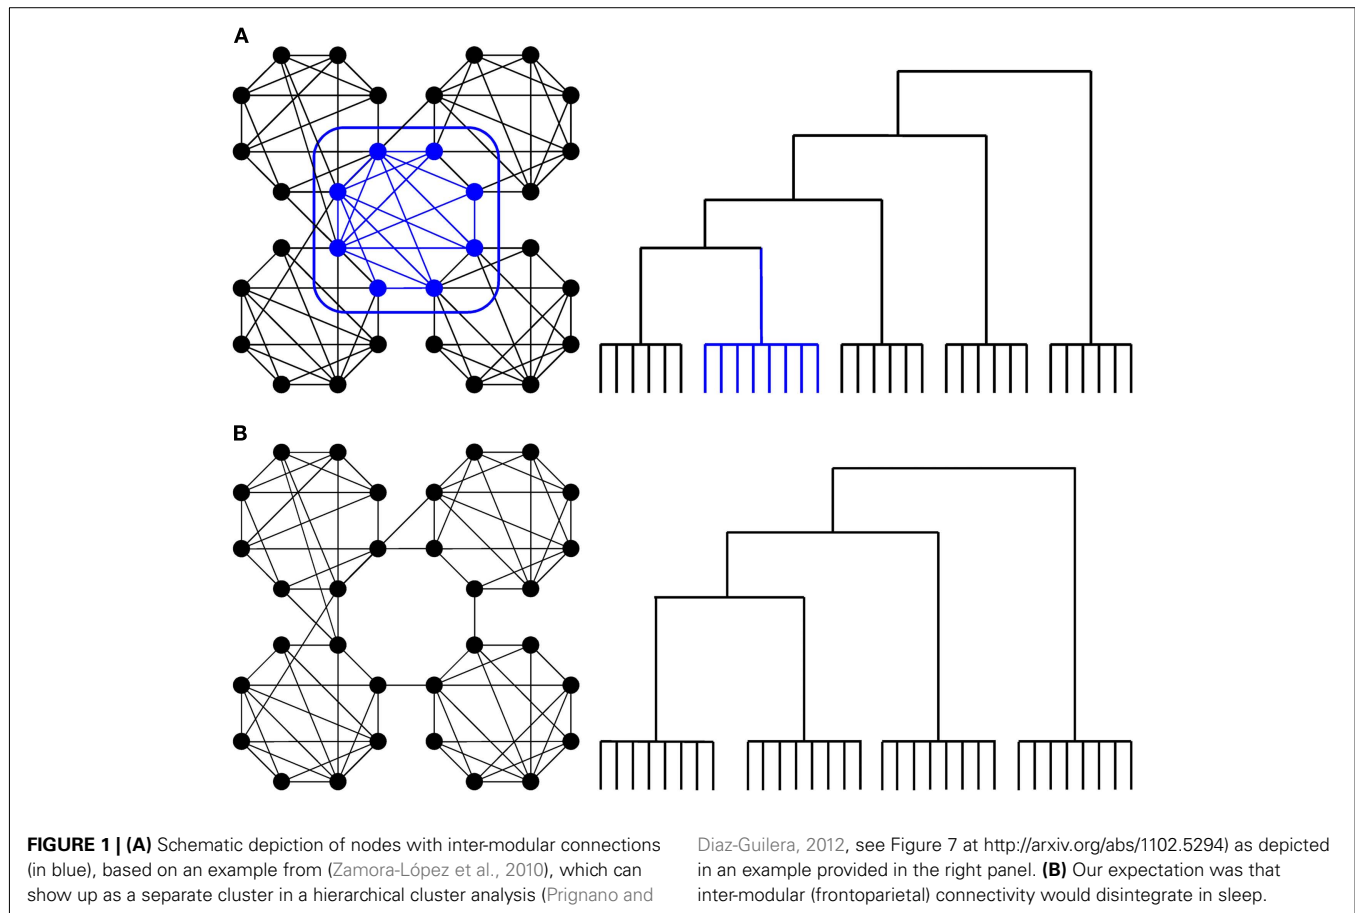 A
B
FIGURE 1 | (A) Schematic depiction of nodes with inter-modular connections
(in blue), based on an example from (Zamora-López et al., 2010), which can
show up as a separate cluster in a hierarchical cluster analysis (Prignano and
Diaz-Guilera, 2012, see Figure 7 at http://arxiv.org/abs/1102.5294) as depicted
in an example provided in the right panel. (B) Our expectation was that
inter-modular (frontoparietal) connectivity would disintegrate in sleep.